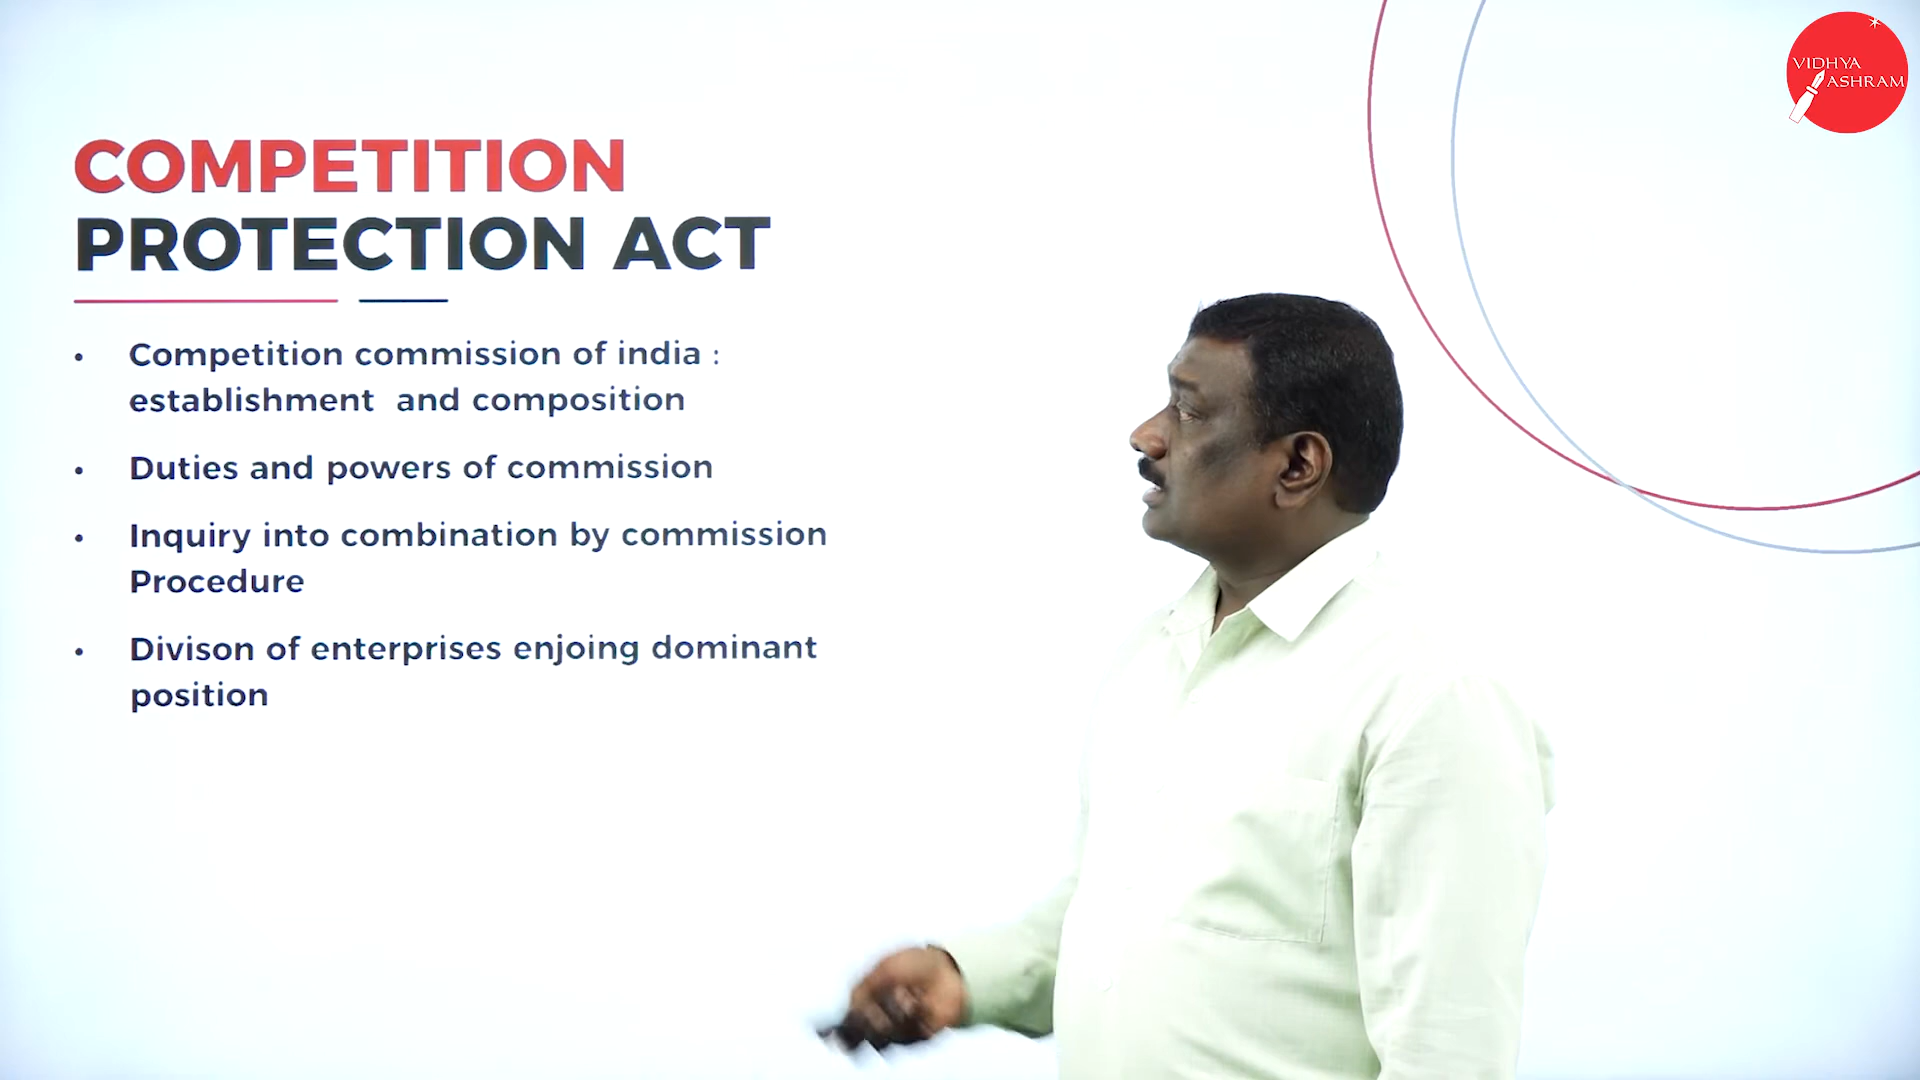 VIDHYA
ASHRAM
COMPETITION
PROTECTION ACT
• Competition commission of india :
establishment and composition
• Duties and powers of commission
• Inquiry into combination by commission
Procedure
• Divison of enterprises enjoing dominant
position